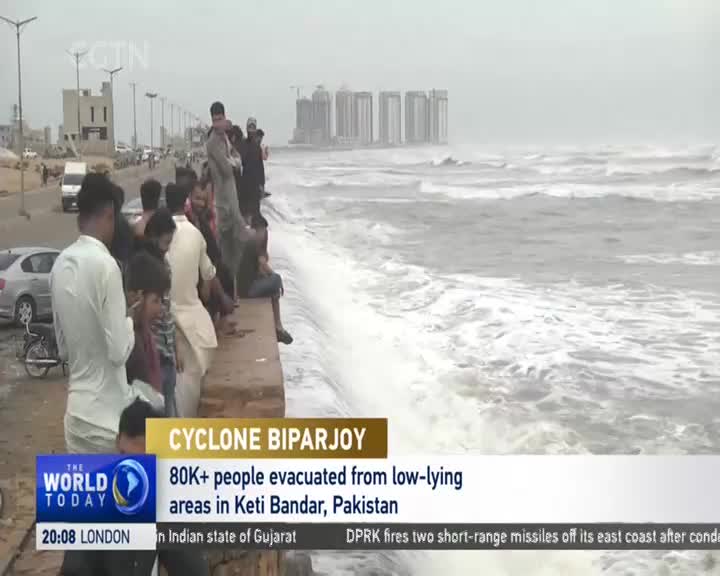 CGTN
CYCLONE BIPARJOY
80K+ people evacuated from low-lying
areas in Keti Bandar, Pakistan
THE
WORLD
TODAY
20:08 LONDON
in Indian state of Gujarat DPRK fires two short-range missiles off its east coast after conde